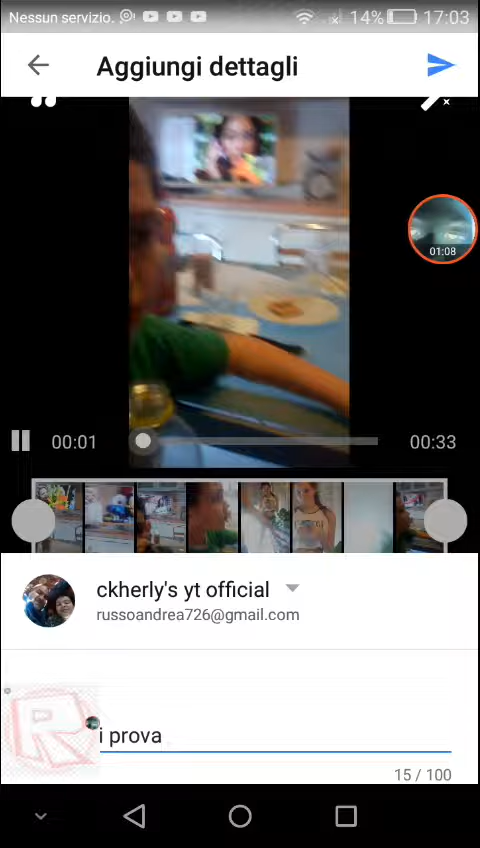 Nessun servizio. 14% 17:03
Aggiungi dettagli
01:08
00:01 00:33
ckherly's yt official
russoandrea726@gmail.com
i prova
15 / 100